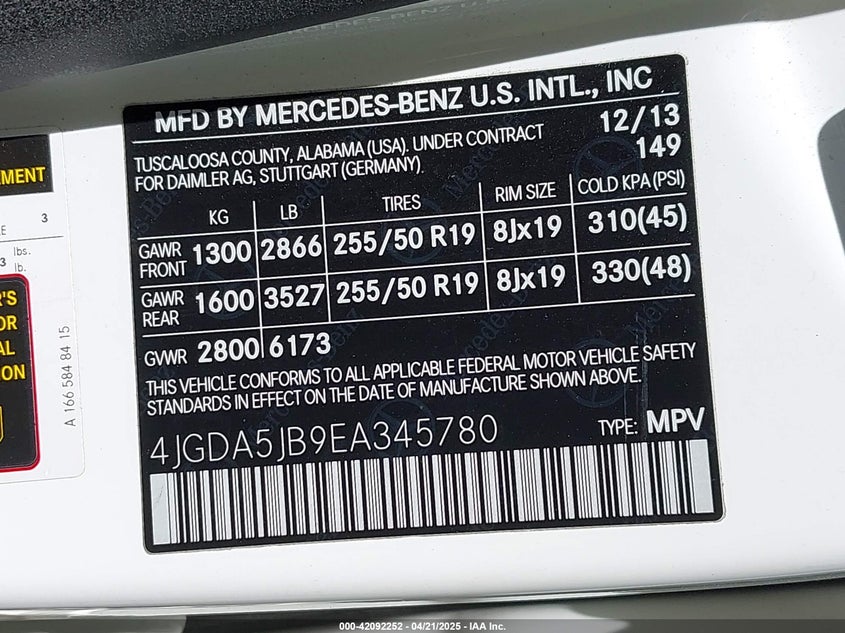 MFD BY MERCEDES-BENZ U.S. INTL., INC
TUSCALOOSA COUNTY, ALABAMA (USA). UNDER CONTRACT 12/13
FOR DAIMLER AG, STUTTGART (GERMANY) 149
KG LB TIRES RIM SIZE COLD KPA (PSI)
GAWR FRONT 1300 2866 255/50 R19 8Jx19 310(45)
GAWR REAR 1600 3527 255/50 R19 8Jx19 330(48)
GVWR 2800 6173
THIS VEHICLE CONFORMS TO ALL APPLICABLE FEDERAL MOTOR VEHICLE SAFETY
STANDARDS IN EFFECT ON THE DATE OF MANUFACTURE SHOWN ABOVE.
4JGDA5JB9EA345780 TYPE: MPV
A 166 584 84 15
3
lbs.
3 lb.
000-42092252 - 04/21/2025 - IAA Inc.